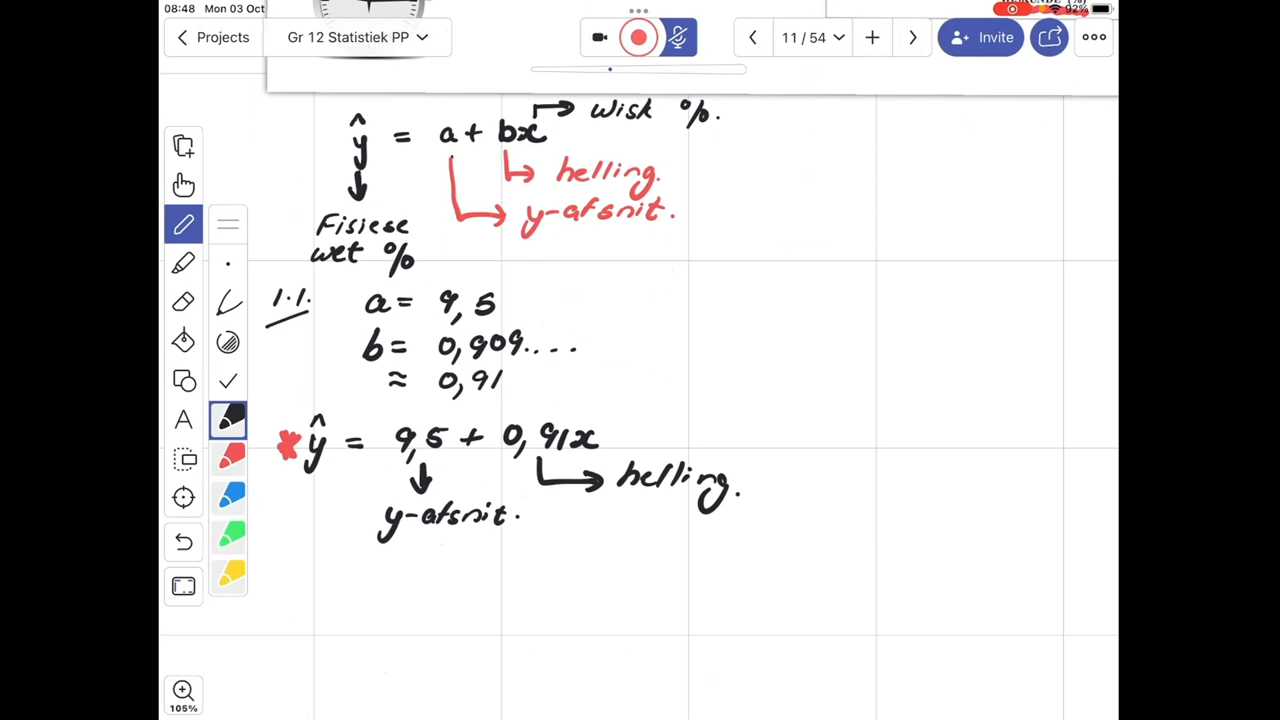 08:48 Mon 03 Oct
92%
Projects
Gr 12 Statistiek PP
11 / 54
Invite
→ wisk %.
ŷ = a + bx
→ helling.
→ y-afsnit.
Fisiese
wet %
1.1. a = 9,5
b = 0,909....
≈ 0,91
* ŷ = 9,5 + 0,91x
→ helling.
y-afsnit.
A
105%